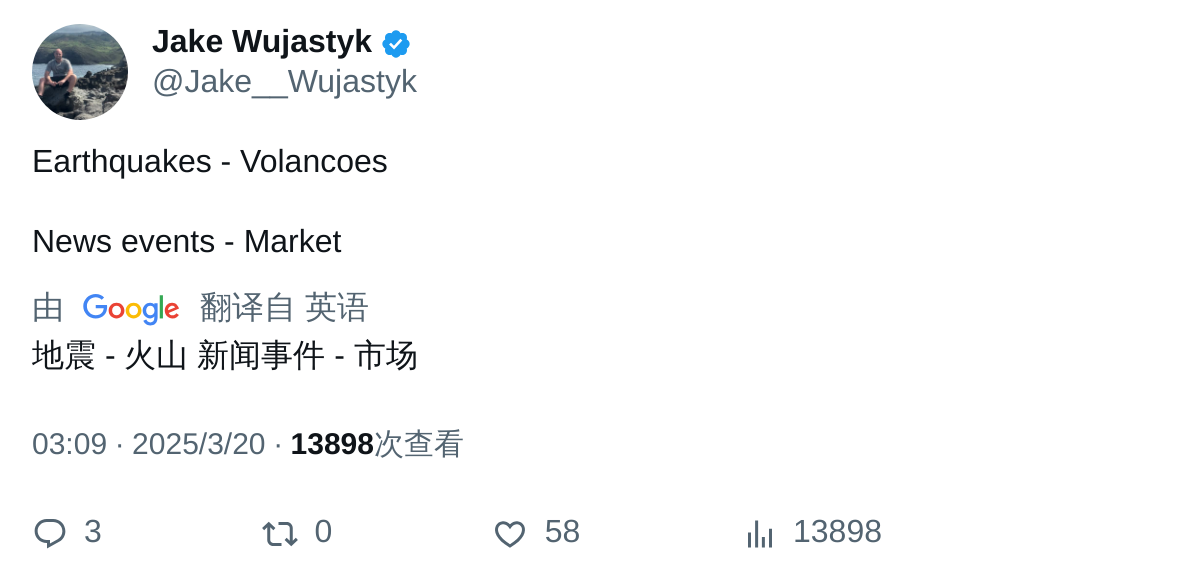 Jake Wujastyk
@Jake__Wujastyk
Earthquakes - Volancoes
News events - Market
由 Google 翻译自 英语
地震 - 火山 新闻事件 - 市场
03:09 · 2025/3/20 · 13898次查看
3 0 58 13898